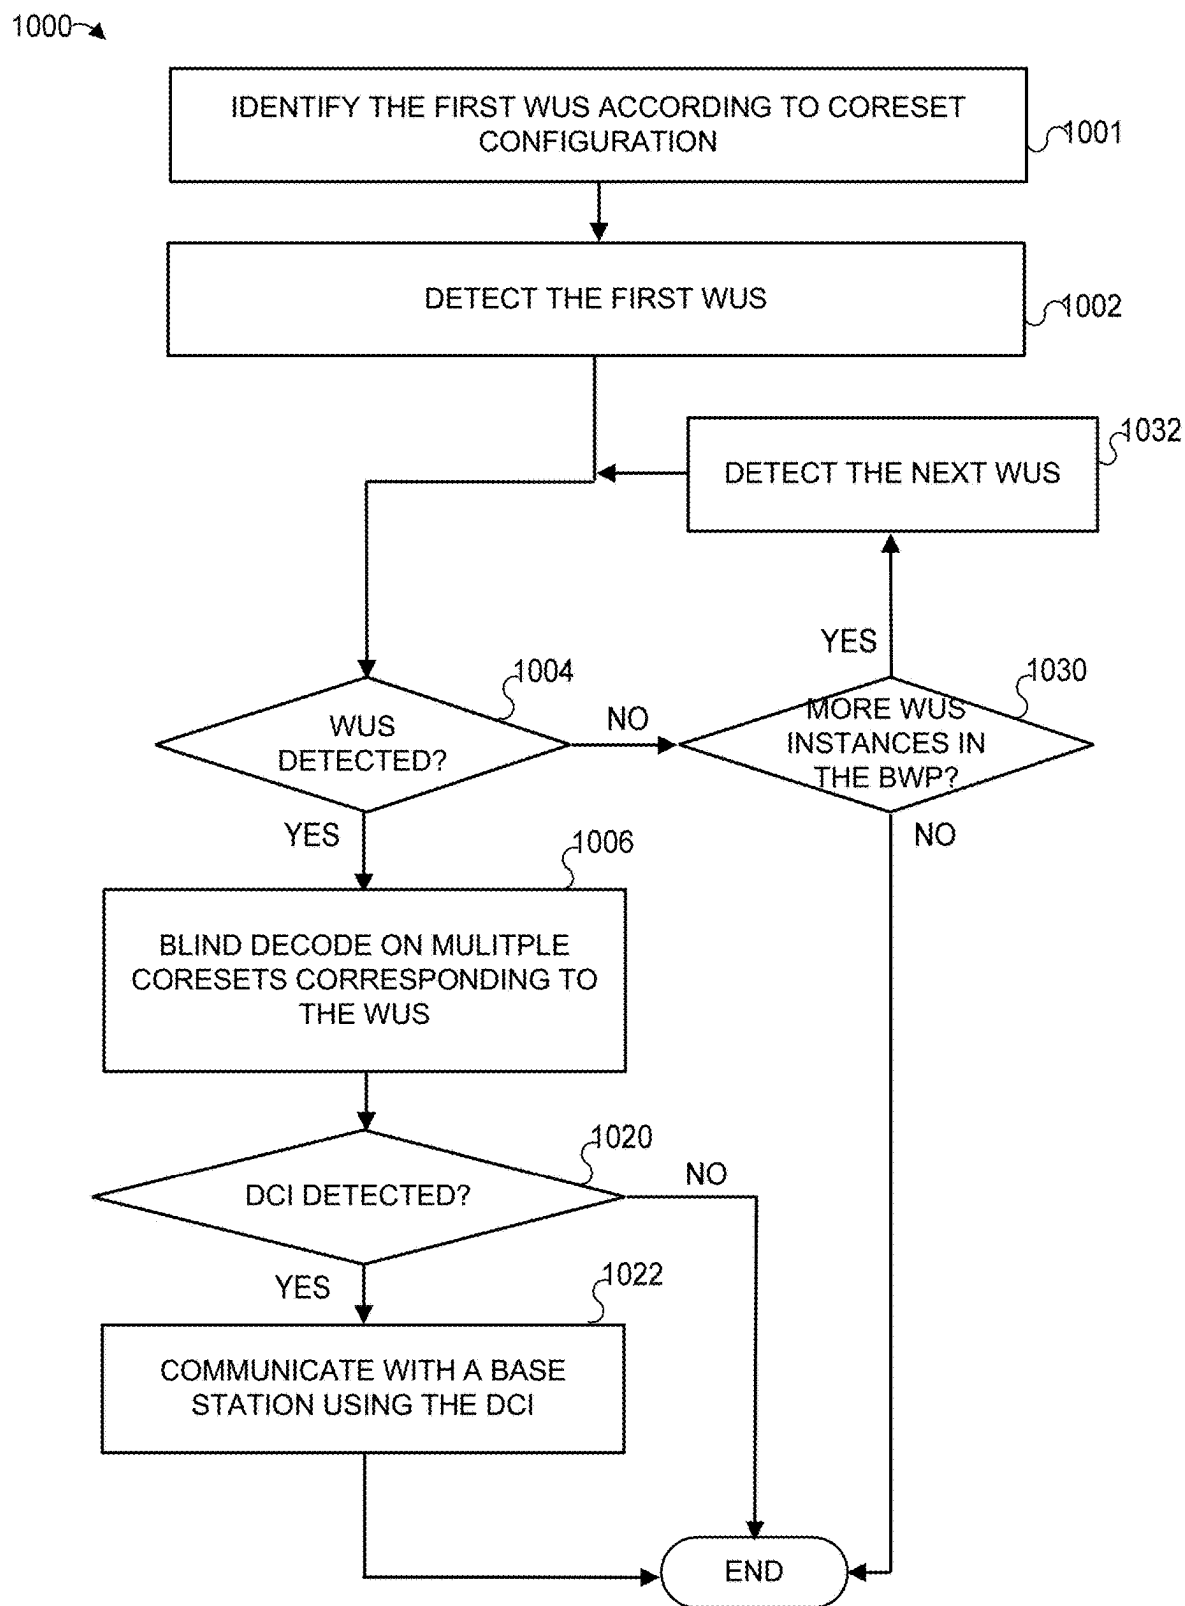 1000
IDENTIFY THE FIRST WUS ACCORDING TO CORESET
CONFIGURATION
1001
DETECT THE FIRST WUS
1002
1032
DETECT THE NEXT WUS
YES
1004
1030
WUS
DETECTED?
NO
MORE WUS
INSTANCES IN
THE BWP?
YES
NO
1006
BLIND DECODE ON MULITPLE
CORESETS CORRESPONDING TO
THE WUS
1020
DCI DETECTED?
NO
YES
1022
COMMUNICATE WITH A BASE
STATION USING THE DCI
END